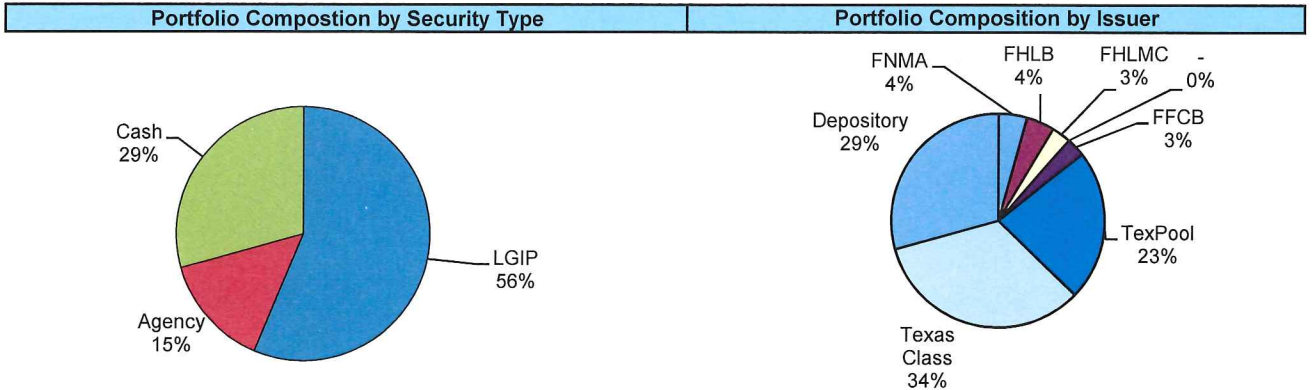 Portfolio Compostion by Security Type
Cash
29%
LGIP
56%
Agency
15%
Portfolio Composition by Issuer
FNMA
4%
FHLB
4%
FHLMC
3%
-
0%
FFCB
3%
Depository
29%
TexPool
23%
Texas
Class
34%